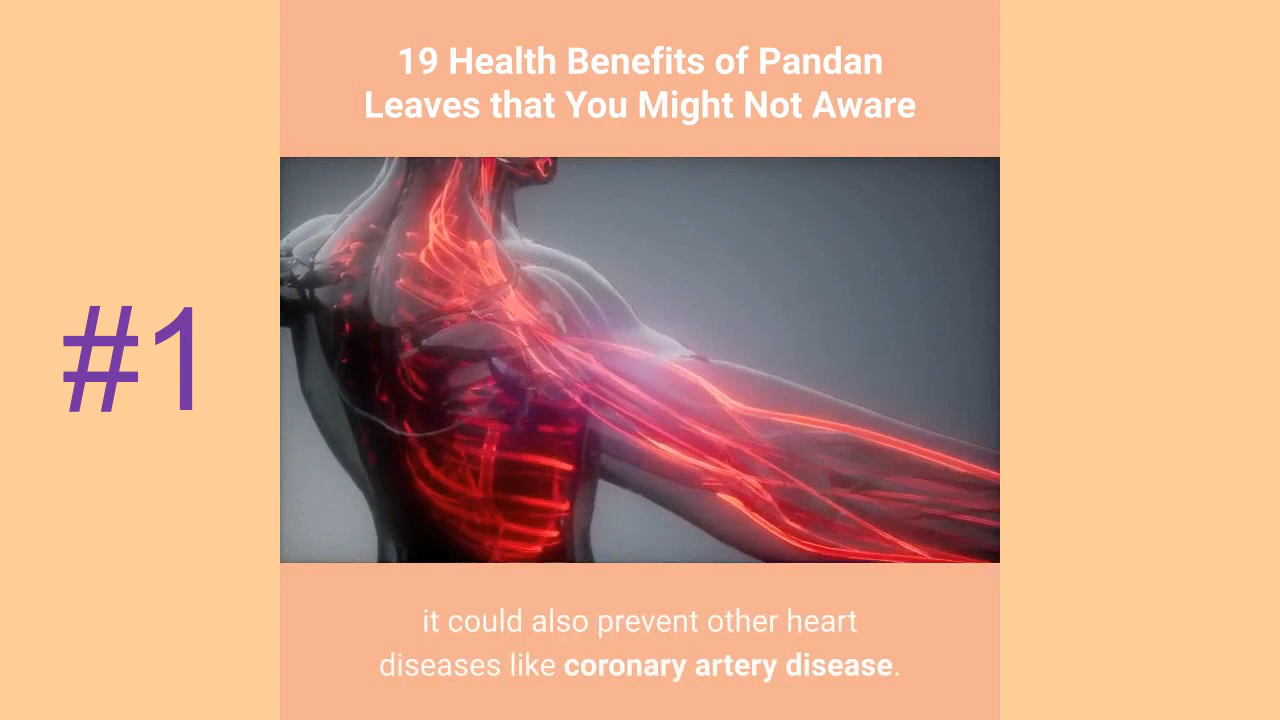 19 Health Benefits of Pandan
Leaves that You Might Not Aware
#1
it could also prevent other heart
diseases like coronary artery disease.